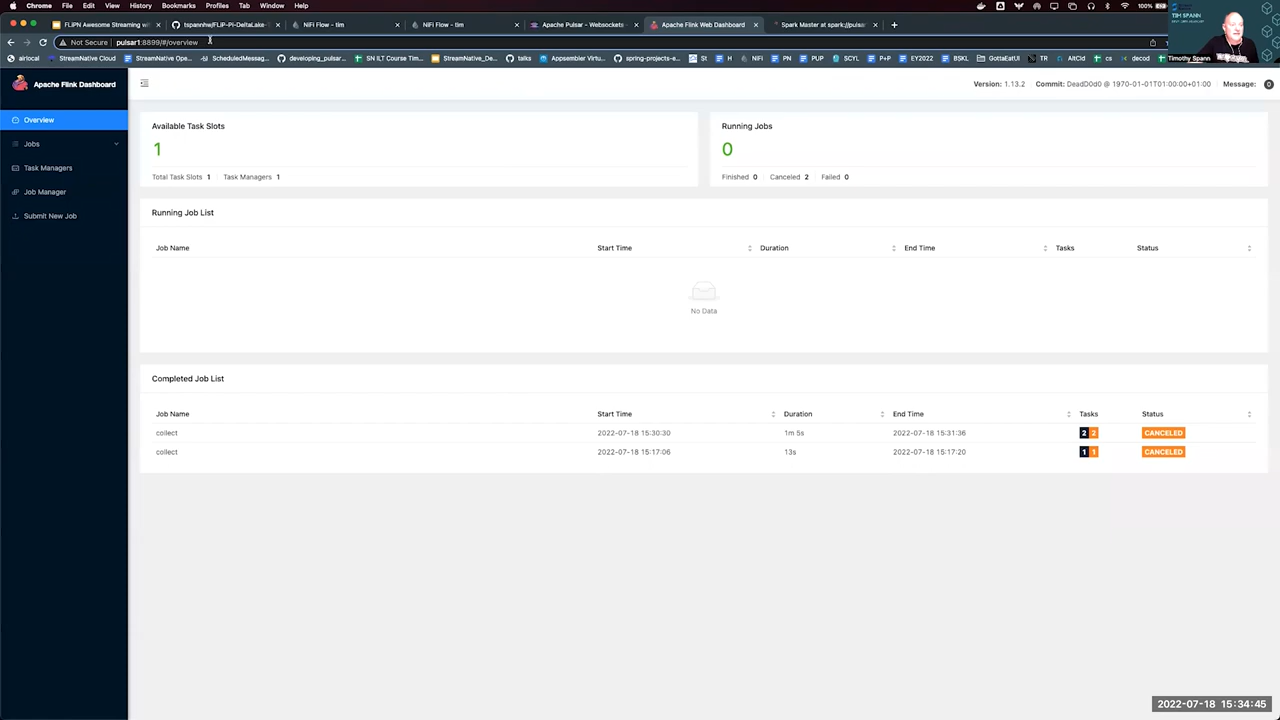 Chrome File Edit View History Bookmarks Profiles Tab Window Help 100%
FLiPN Awesome Streaming wi tspannhw/FLiP-Pi-DeltaLake- NiFi Flow - tim NiFi Flow - tim Apache Pulsar - Websockets Apache Flink Web Dashboard Spark Master at spark://pulsar
Not Secure pulsar1:8899/#/overview
airlocal StreamNative Cloud StreamNative Ope... ScheduledMessag... developing_pulsar... SN ILT Course Tim... StreamNative_De... talks Appsembler Virtu... St spring-projects-e... H NiFi PN PUP SCYL P+P EY2022 BSKL GottaEatUI TR AltCld cs decod
TIM SPANN
Timothy Spann
Apache Flink Dashboard
Version: 1.13.2 Commit: DeadD0d0 @ 1970-01-01T01:00:00+01:00 Message: 0
Overview
Jobs
Task Managers
Job Manager
Submit New Job
Available Task Slots
1
Total Task Slots 1 Task Managers 1
Running Jobs
0
Finished 0 Canceled 2 Failed 0
Running Job List
Job Name Start Time Duration End Time Tasks Status
No Data
Completed Job List
Job Name Start Time Duration End Time Tasks Status
collect 2022-07-18 15:30:30 1m 5s 2022-07-18 15:31:36 2 2 CANCELED
collect 2022-07-18 15:17:06 13s 2022-07-18 15:17:20 1 1 CANCELED
2022-07-18 15:34:45